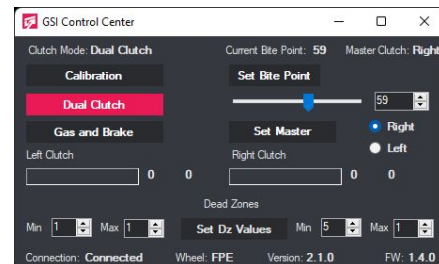 GSI Control Center
Clutch Mode: Dual Clutch Current Bite Point: 59 Master Clutch: Right
Calibration Set Bite Point
Dual Clutch 59
Gas and Brake Set Master Right
Left
Left Clutch Right Clutch
0 0 0 0
Dead Zones
Min 1 Max 1 Set Dz Values Min 5 Max 1
Connection: Connected Wheel: FPE Version: 2.1.0 FW: 1.4.0